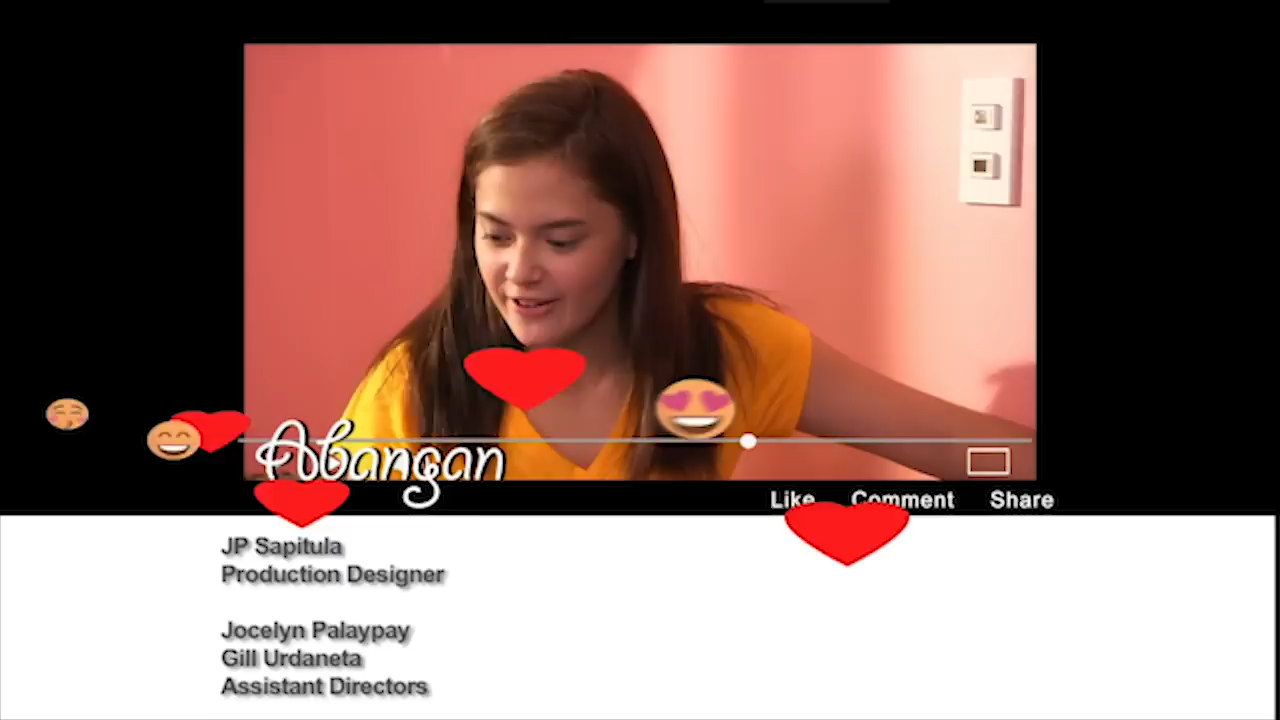 Abangan
Like Comment Share
JP Sapitula
Production Designer
Jocelyn Palaypay
Gill Urdaneta
Assistant Directors